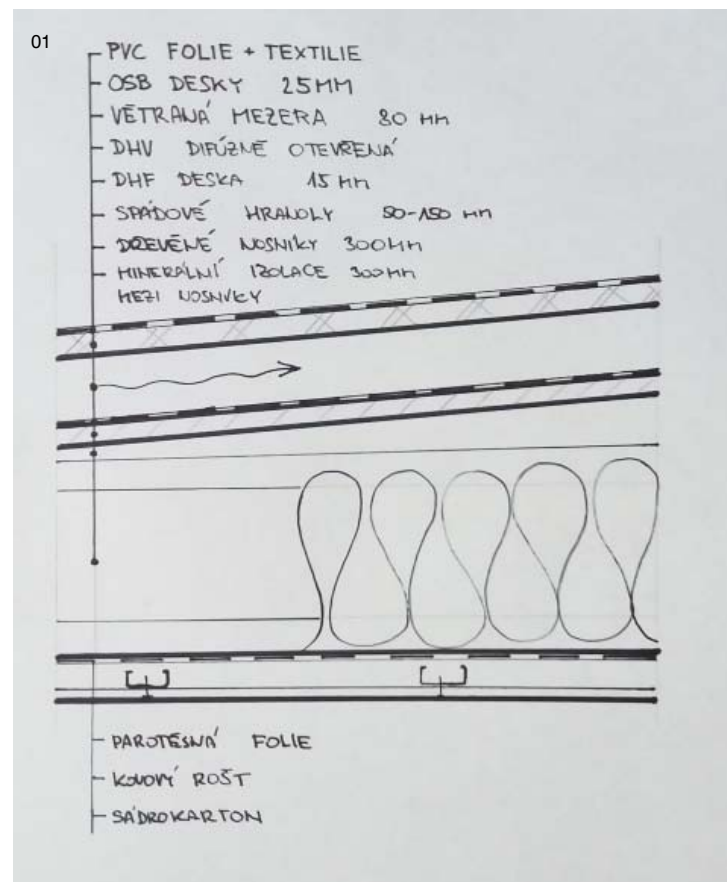 01
PVC FOLIE + TEXTILIE
OSB DESKY 25MM
VĚTRANÁ MEZERA 80 MM
DHV DIFÚZNĚ OTEVŘENÁ
DHF DESKA 15 MM
SPÁDOVÉ HRANOLY 50-150 MM
DŘEVĚNÉ NOSNÍKY 300MM
MINERÁLNÍ IZOLACE 300MM
MEZI NOSNÍKY
PAROTĚSNÁ FOLIE
KOVOVÝ ROŠT
SÁDROKARTON